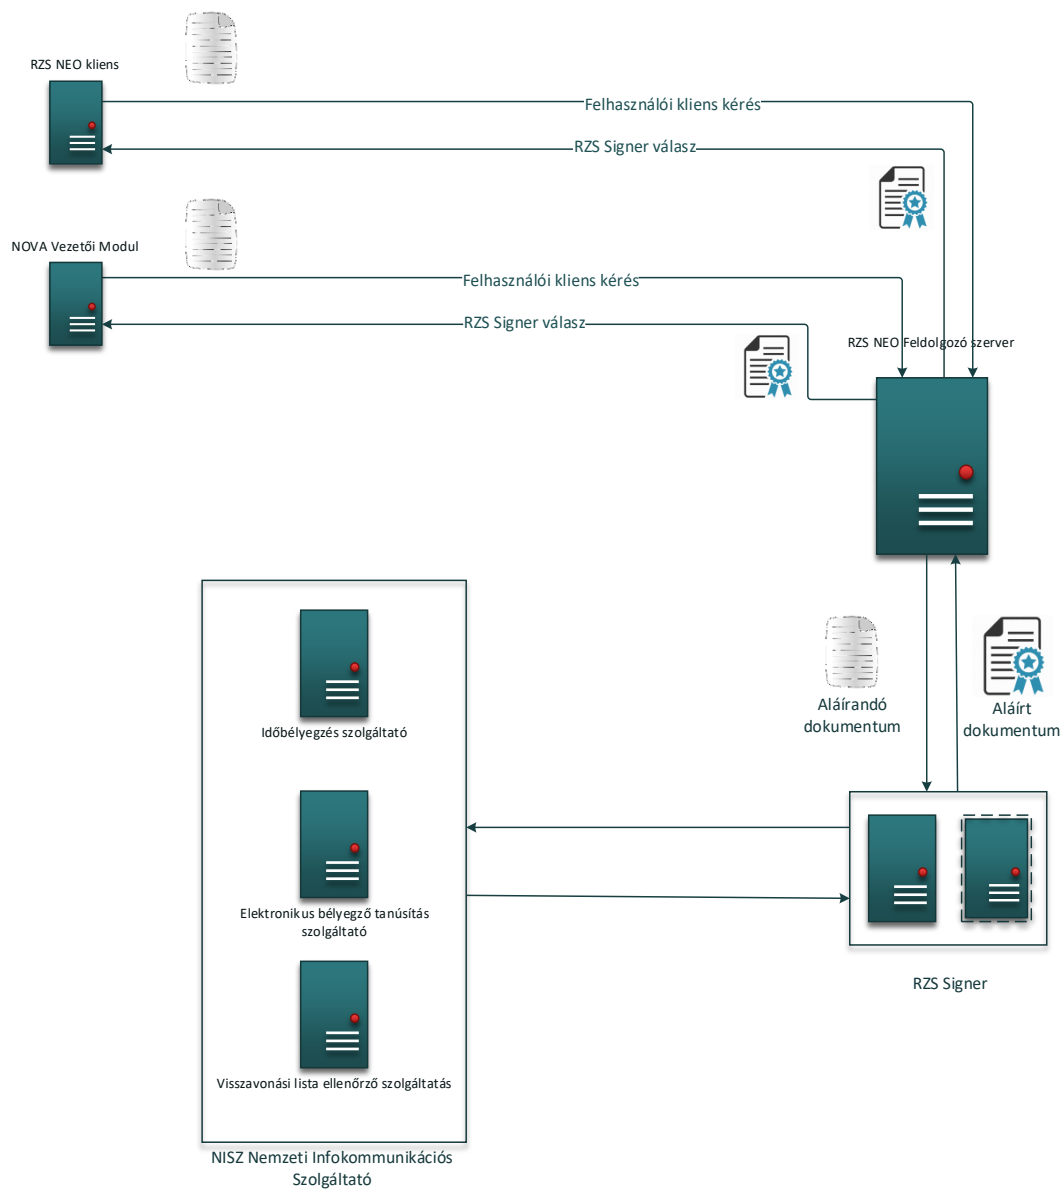 RZS NEO kliens
Felhasználói kliens kérés
RZS Signer válasz
NOVA Vezetői Modul
Felhasználói kliens kérés
RZS Signer válasz
RZS NEO Feldolgozó szerver
Időbélyegzés szolgáltató
Aláírandó
dokumentum
Aláírt
dokumentum
Elektronikus bélyegző tanúsítás
szolgáltató
RZS Signer
Visszavonási lista ellenőrző szolgáltatás
NISZ Nemzeti Infokommunikációs
Szolgáltató